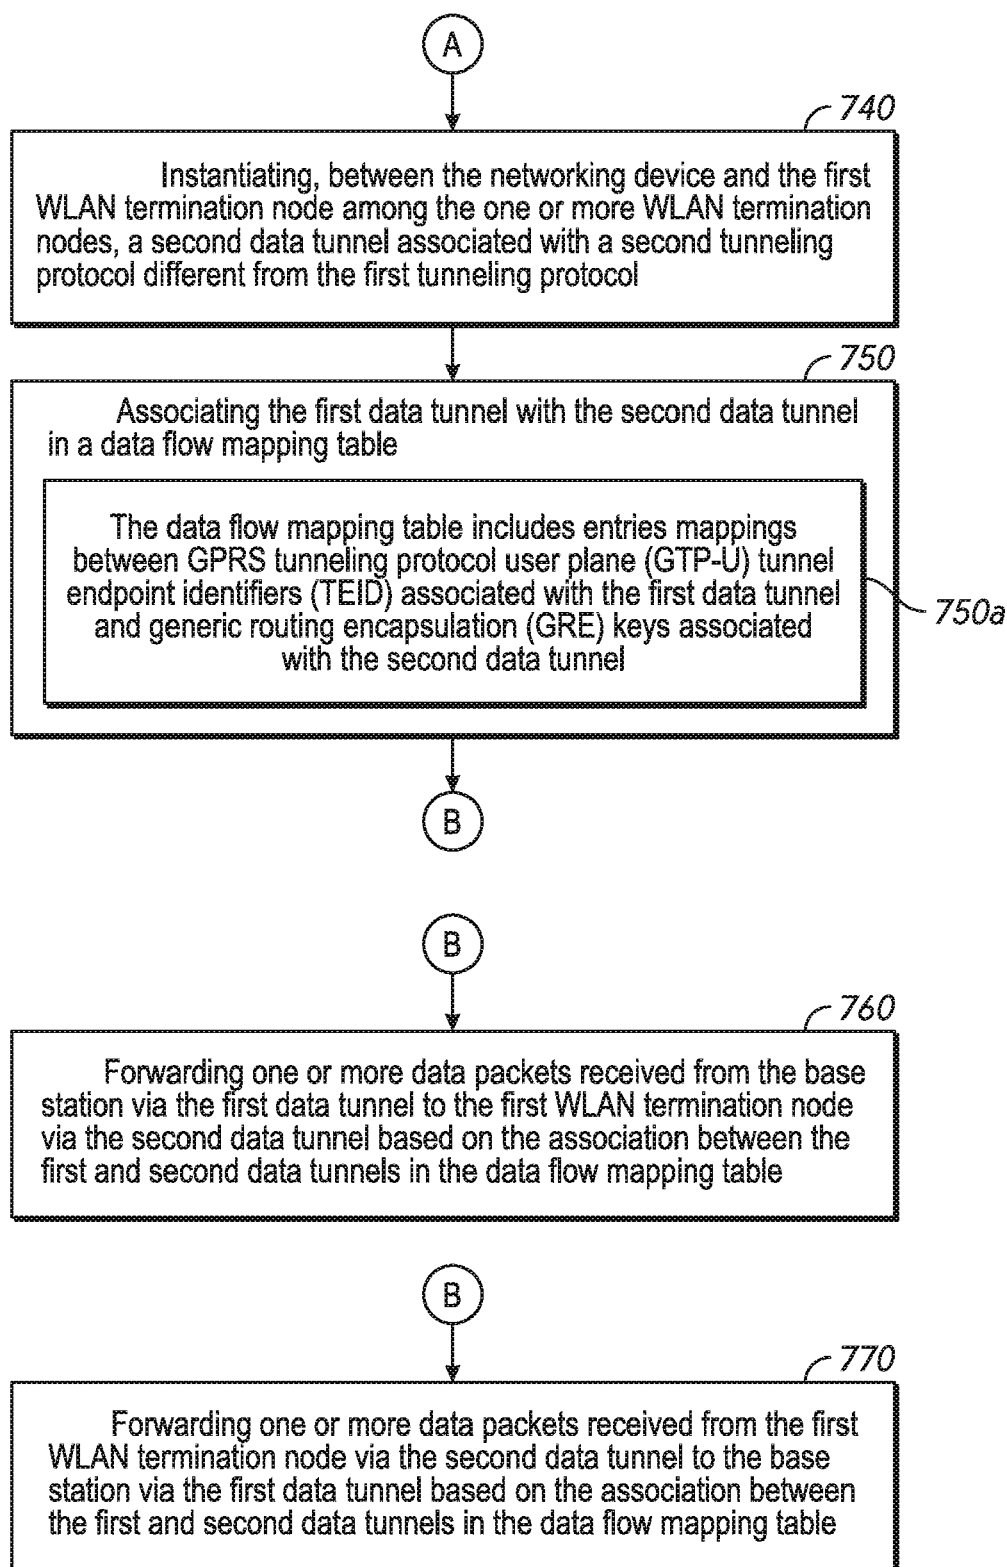 A
740
Instantiating, between the networking device and the first
WLAN termination node among the one or more WLAN termination
nodes, a second data tunnel associated with a second tunneling
protocol different from the first tunneling protocol
750
Associating the first data tunnel with the second data tunnel
in a data flow mapping table
The data flow mapping table includes entries mappings
between GPRS tunneling protocol user plane (GTP-U) tunnel
endpoint identifiers (TEID) associated with the first data tunnel
and generic routing encapsulation (GRE) keys associated
with the second data tunnel
750a
B
B
760
Forwarding one or more data packets received from the base
station via the first data tunnel to the first WLAN termination node
via the second data tunnel based on the association between the
first and second data tunnels in the data flow mapping table
B
770
Forwarding one or more data packets received from the first
WLAN termination node via the second data tunnel to the base
station via the first data tunnel based on the association between
the first and second data tunnels in the data flow mapping table